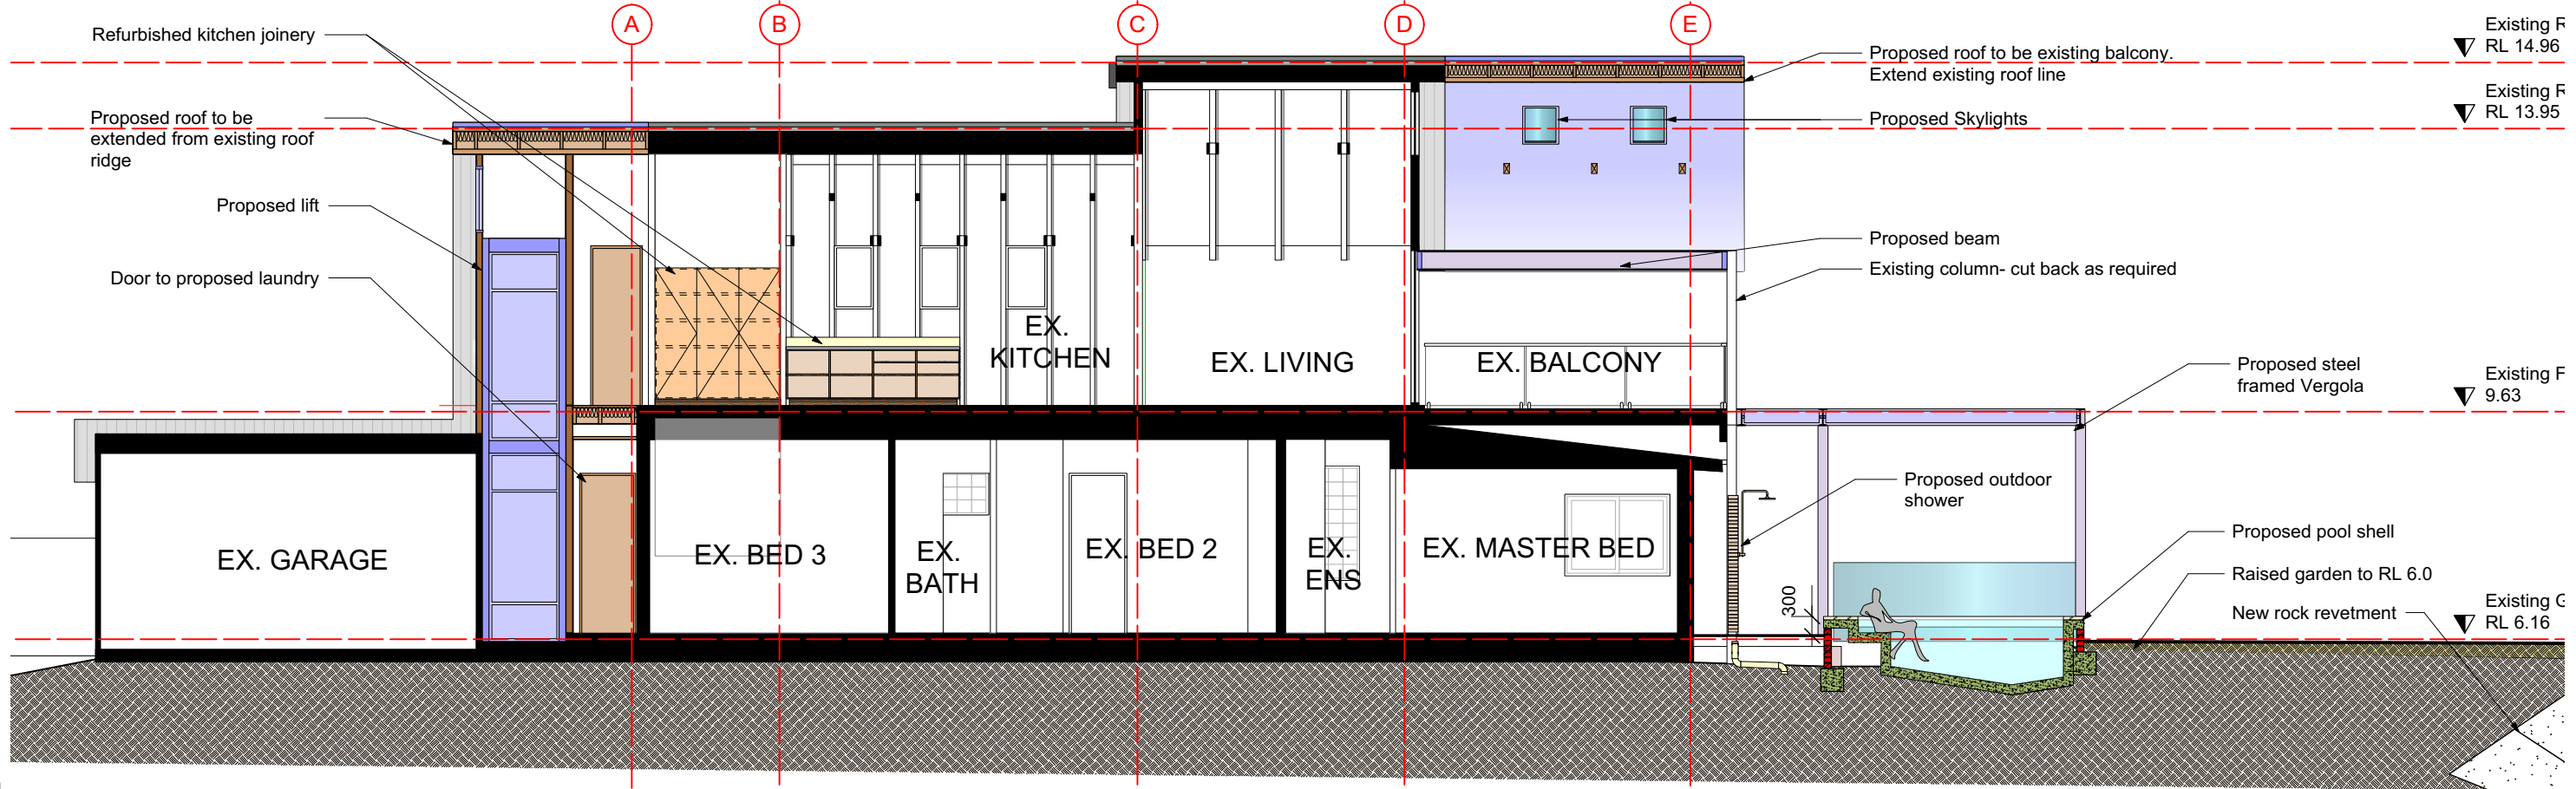 A
B
C
D
E
Refurbished kitchen joinery
Proposed roof to be
extended from existing roof
ridge
Proposed lift
Door to proposed laundry
Proposed roof to be existing balcony.
Extend existing roof line
Proposed Skylights
Proposed beam
Existing column- cut back as required
Existing R
RL 14.96
Existing R
RL 13.95
Proposed steel
framed Vergola
Existing F
9.63
EX.
KITCHEN
EX. LIVING
EX. BALCONY
Proposed outdoor
shower
Proposed pool shell
Raised garden to RL 6.0
New rock revetment
Existing G
RL 6.16
300
EX. GARAGE
EX. BED 3
EX.
BATH
EX. BED 2
EX.
ENS
EX. MASTER BED